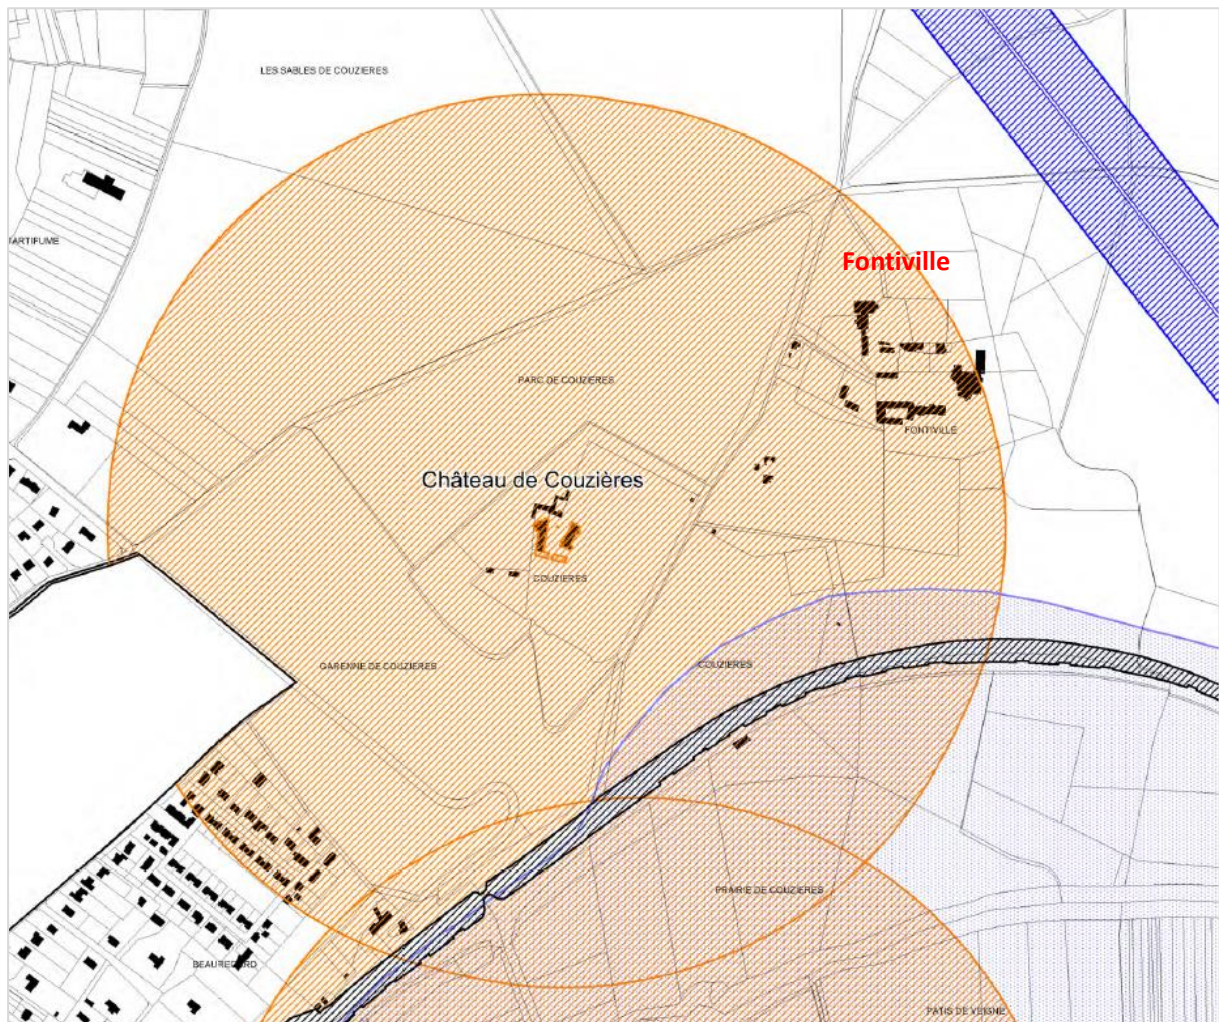 LES SABLES DE COUZIERES
TARTIFUME
Fontiville
PARC DE COUZIERES
FONTIVILLE
Château de Couzières
COUZIERES
GARENNE DE COUZIERES
COUZIERES
PRAIRIE DE COUZIERES
BEAUREGARD
PATIS DE VEIGNE